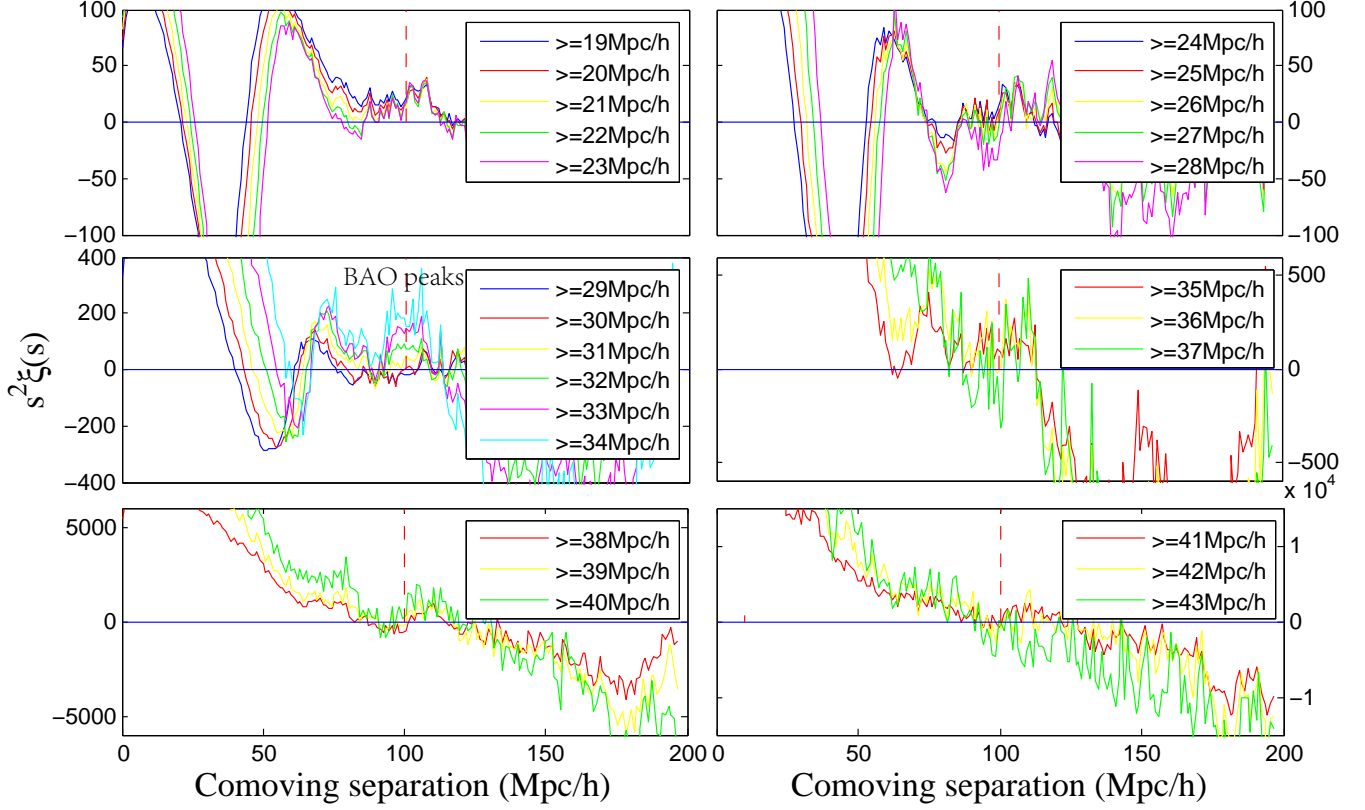 100
50
0
−50
−100
>=19Mpc/h
>=20Mpc/h
>=21Mpc/h
>=22Mpc/h
>=23Mpc/h
100
50
0
−50
−100
>=24Mpc/h
>=25Mpc/h
>=26Mpc/h
>=27Mpc/h
>=28Mpc/h
s²ξ(s)
400
200
0
−200
−400
BAO peaks
>=29Mpc/h
>=30Mpc/h
>=31Mpc/h
>=32Mpc/h
>=33Mpc/h
>=34Mpc/h
500
0
−500
>=35Mpc/h
>=36Mpc/h
>=37Mpc/h
5000
0
−5000
>=38Mpc/h
>=39Mpc/h
>=40Mpc/h
0 50 100 150 200
Comoving separation (Mpc/h)
x 10⁴
1
0
−1
>=41Mpc/h
>=42Mpc/h
>=43Mpc/h
0 50 100 150 200
Comoving separation (Mpc/h)